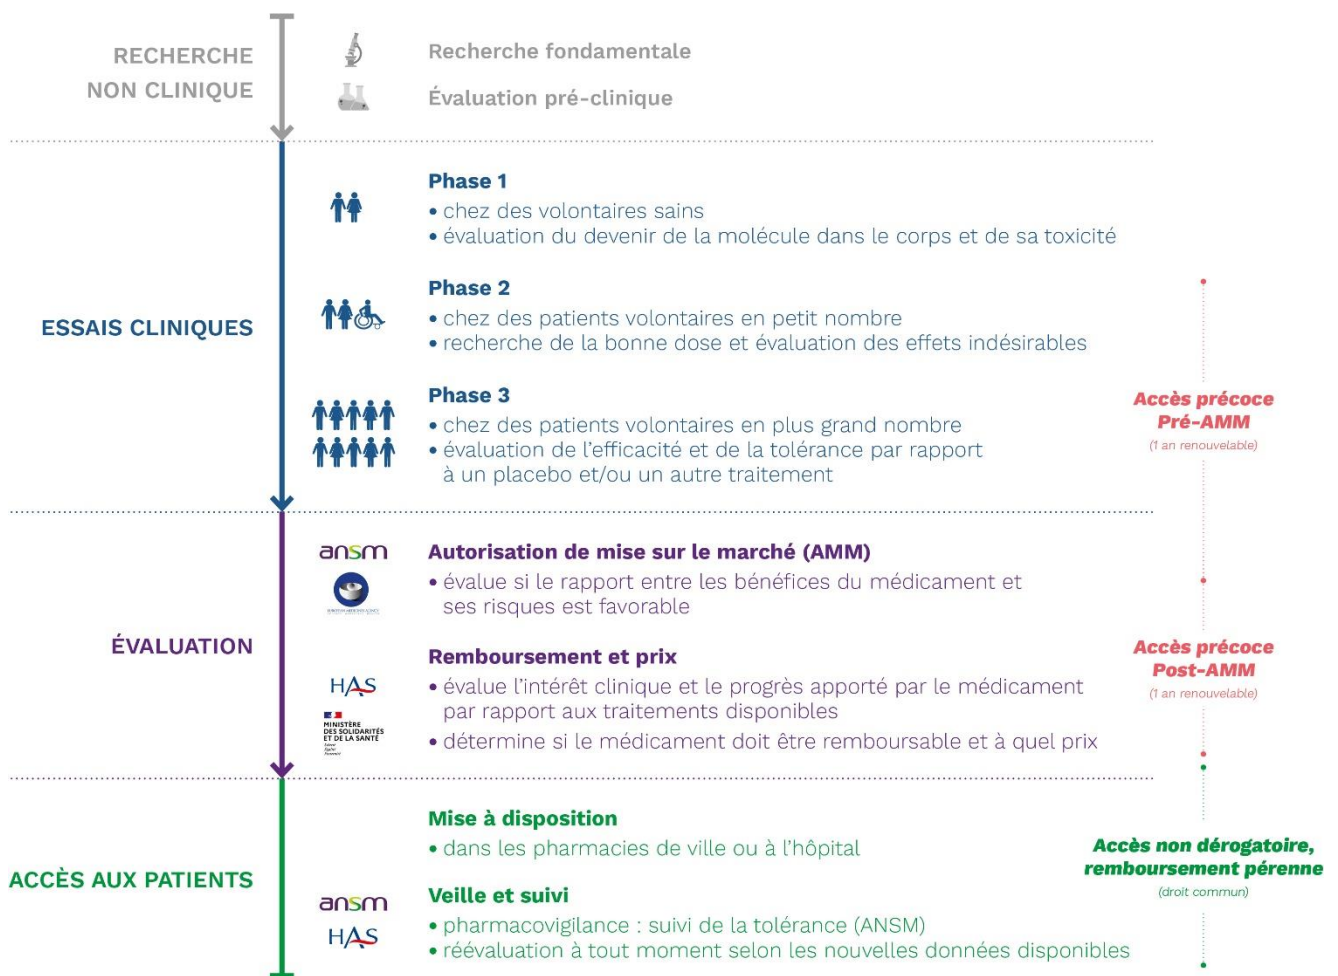 RECHERCHE
NON CLINIQUE
Recherche fondamentale
Évaluation pré-clinique
ESSAIS CLINIQUES
Phase 1
• chez des volontaires sains
• évaluation du devenir de la molécule dans le corps et de sa toxicité
Phase 2
• chez des patients volontaires en petit nombre
• recherche de la bonne dose et évaluation des effets indésirables
Phase 3
• chez des patients volontaires en plus grand nombre
• évaluation de l'efficacité et de la tolérance par rapport
à un placebo et/ou un autre traitement
Accès précoce
Pré-AMM
(1 an renouvelable)
ÉVALUATION
ansm
EUROPEAN MEDICINES AGENCY
Autorisation de mise sur le marché (AMM)
• évalue si le rapport entre les bénéfices du médicament et
ses risques est favorable
HAS
MINISTÈRE
DES SOLIDARITÉS
ET DE LA SANTÉ
Liberté
Égalité
Fraternité
Remboursement et prix
• évalue l'intérêt clinique et le progrès apporté par le médicament
par rapport aux traitements disponibles
• détermine si le médicament doit être remboursable et à quel prix
Accès précoce
Post-AMM
(1 an renouvelable)
ACCÈS AUX PATIENTS
Mise à disposition
• dans les pharmacies de ville ou à l'hôpital
ansm
HAS
Veille et suivi
• pharmacovigilance : suivi de la tolérance (ANSM)
• réévaluation à tout moment selon les nouvelles données disponibles
Accès non dérogatoire,
remboursement pérenne
(droit commun)